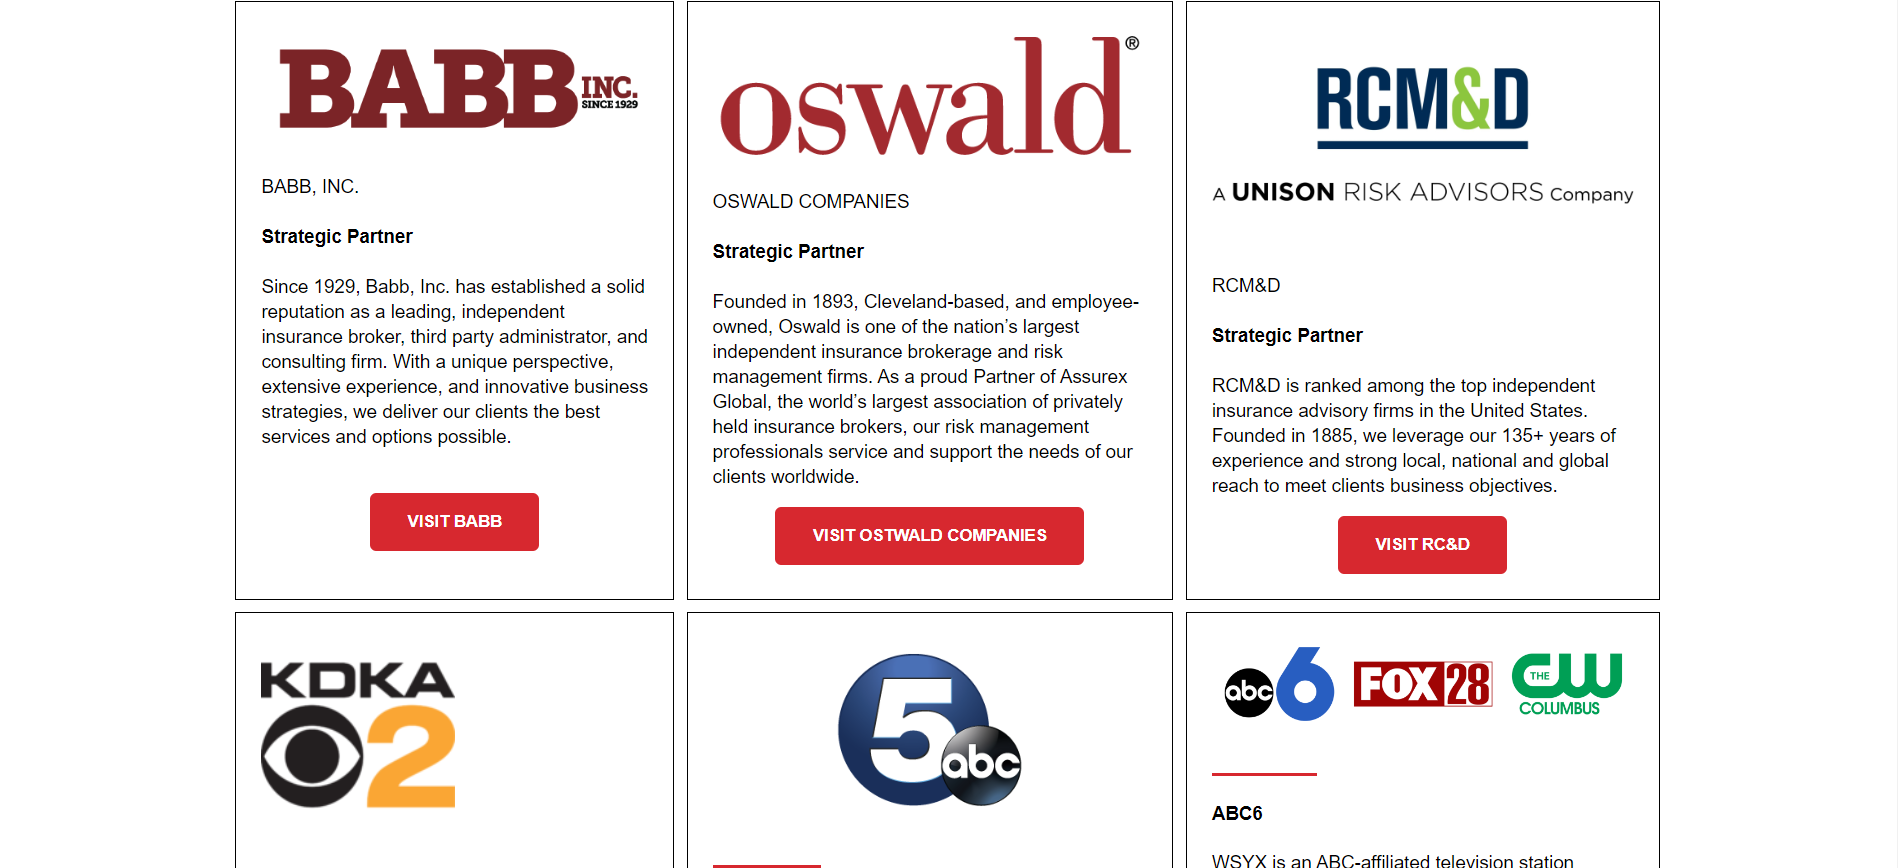 BABB INC.
SINCE 1929
BABB, INC.
Strategic Partner
Since 1929, Babb, Inc. has established a solid
reputation as a leading, independent
insurance broker, third party administrator, and
consulting firm. With a unique perspective,
extensive experience, and innovative business
strategies, we deliver our clients the best
services and options possible.
VISIT BABB
oswald®
OSWALD COMPANIES
Strategic Partner
Founded in 1893, Cleveland-based, and employee-
owned, Oswald is one of the nation’s largest
independent insurance brokerage and risk
management firms. As a proud Partner of Assurex
Global, the world’s largest association of privately
held insurance brokers, our risk management
professionals service and support the needs of our
clients worldwide.
VISIT OSTWALD COMPANIES
RCM&D
A UNISON RISK ADVISORS Company
RCM&D
Strategic Partner
RCM&D is ranked among the top independent
insurance advisory firms in the United States.
Founded in 1885, we leverage our 135+ years of
experience and strong local, national and global
reach to meet clients business objectives.
VISIT RC&D
KDKA
2
5
abc
abc 6
FOX 28
THE CW
COLUMBUS
ABC6
WSYX is an ABC-affiliated television station